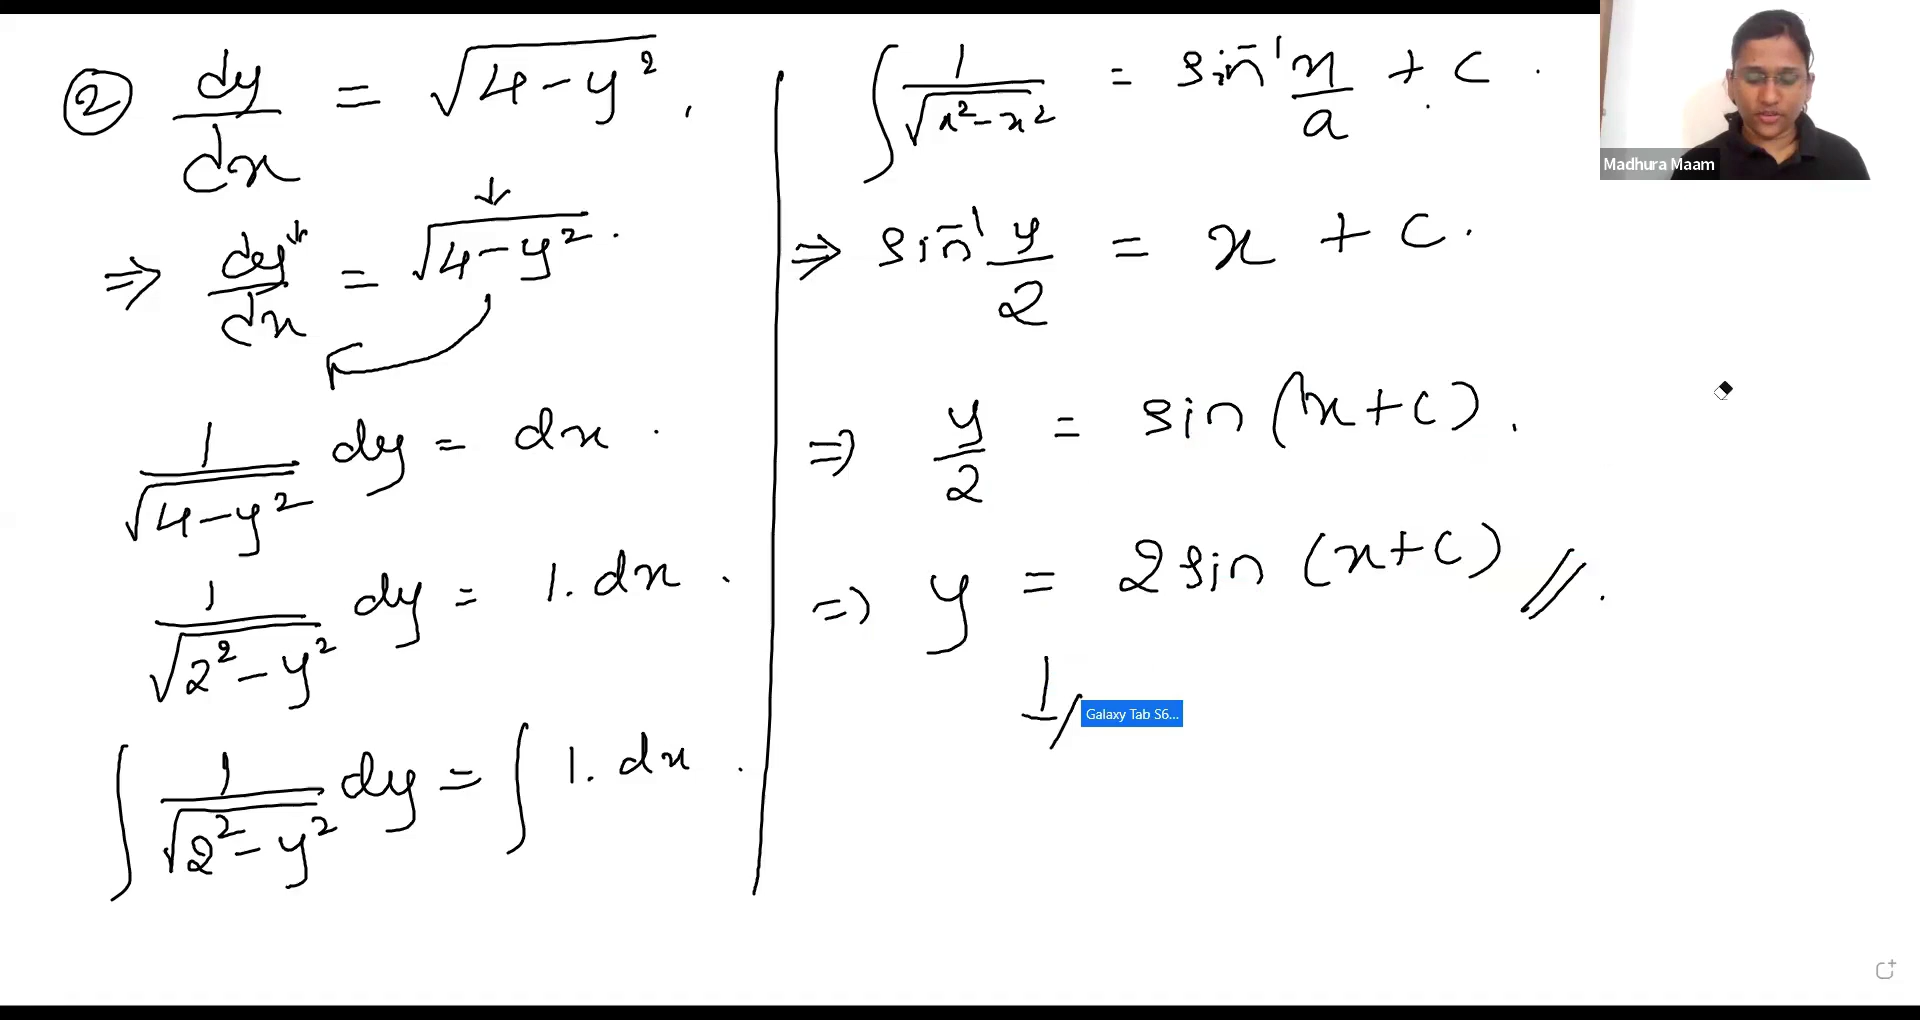 ② dy/dx = √(4 - y²),
⇒ dy/dx = √(4 - y²).
1/√(4 - y²) dy = dx.
1/√(2² - y²) dy = 1. dx.
∫ 1/√(2² - y²) dy = ∫ 1. dx.
∫ 1/√(x² - x²) = sin⁻¹ x/a + c.
⇒ sin⁻¹ y/2 = x + c.
⇒ y/2 = sin (x+c).
⇒ y = 2 sin (x+c) //.
1/
Galaxy Tab S6...
Madhura Maam